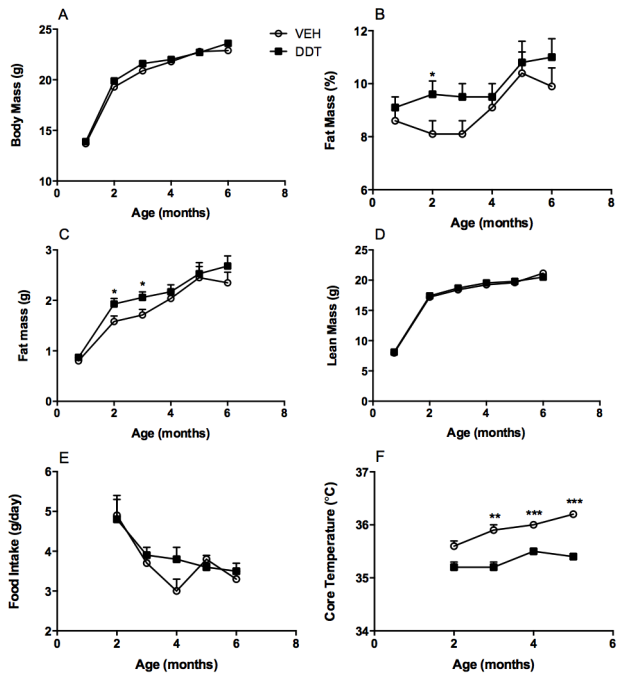 A
VEH
DDT
Body Mass (g)
25
20
15
10
0 2 4 6 8
Age (months)
B
Fat Mass (%)
12
10
8
6
*
0 2 4 6 8
Age (months)
C
Fat mass (g)
3
2
1
0
* *
0 2 4 6 8
Age (months)
D
Lean Mass (g)
25
20
15
10
5
0
0 2 4 6 8
Age (months)
E
Food Intake (g/day)
6
5
4
3
2
0 2 4 6 8
Age (months)
F
Core Temperature (°C)
37
36
35
34
** *** ***
0 2 4 6
Age (months)